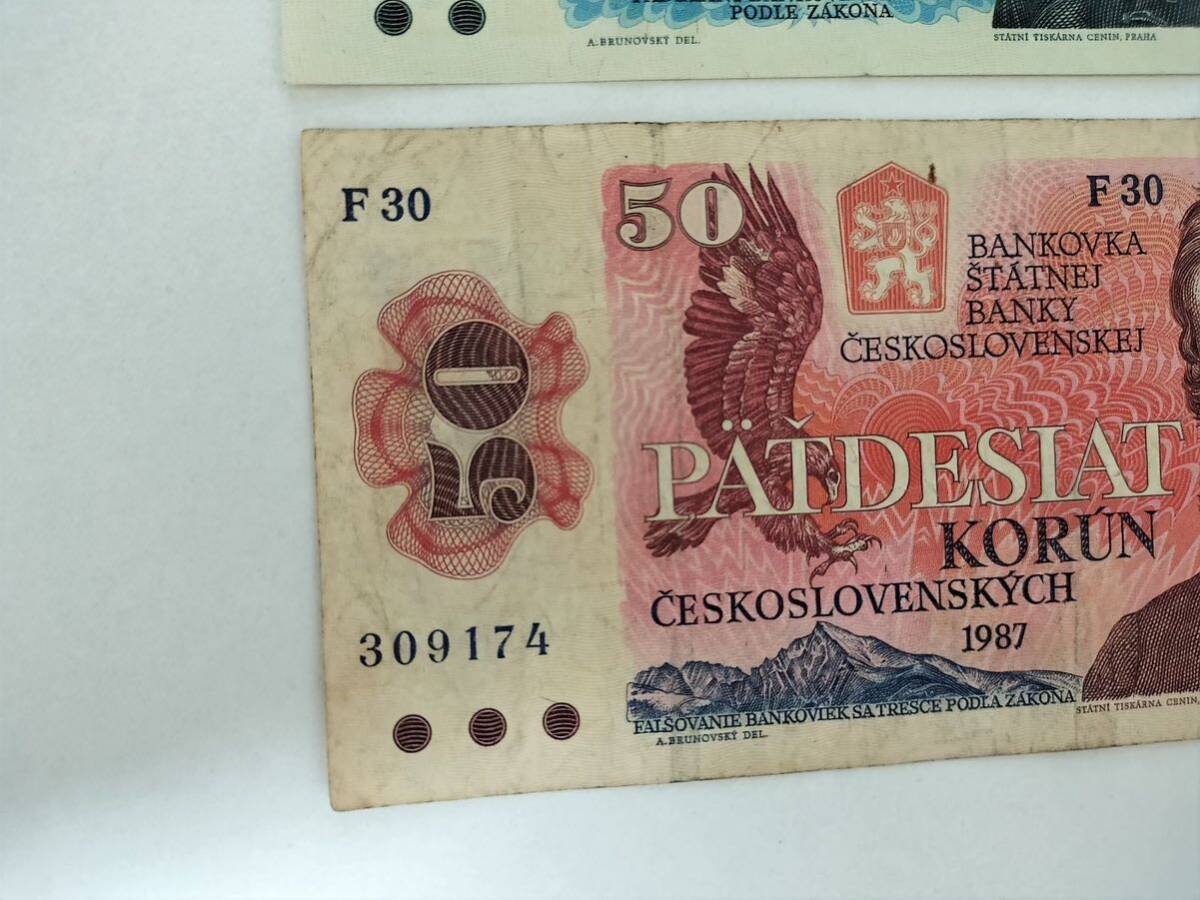 PODLE ZÁKONA
A. BRUNOVSKÝ DEL.
STÁTNÍ TISKÁRNA CENIN, PRAHA
F 30
50
F 30
BANKOVKA
ŠTÁTNEJ
BANKY
ČESKOSLOVENSKEJ
50
PÄŤDESIAT
KORÚN
ČESKOSLOVENSKÝCH
1987
309174
FALŠOVANIE BANKOVIEK SA TRESCE PODĽA ZÁKONA
A. BRUNOVSKÝ DEL.
STÁTNÍ TISKÁRNA CENIN,